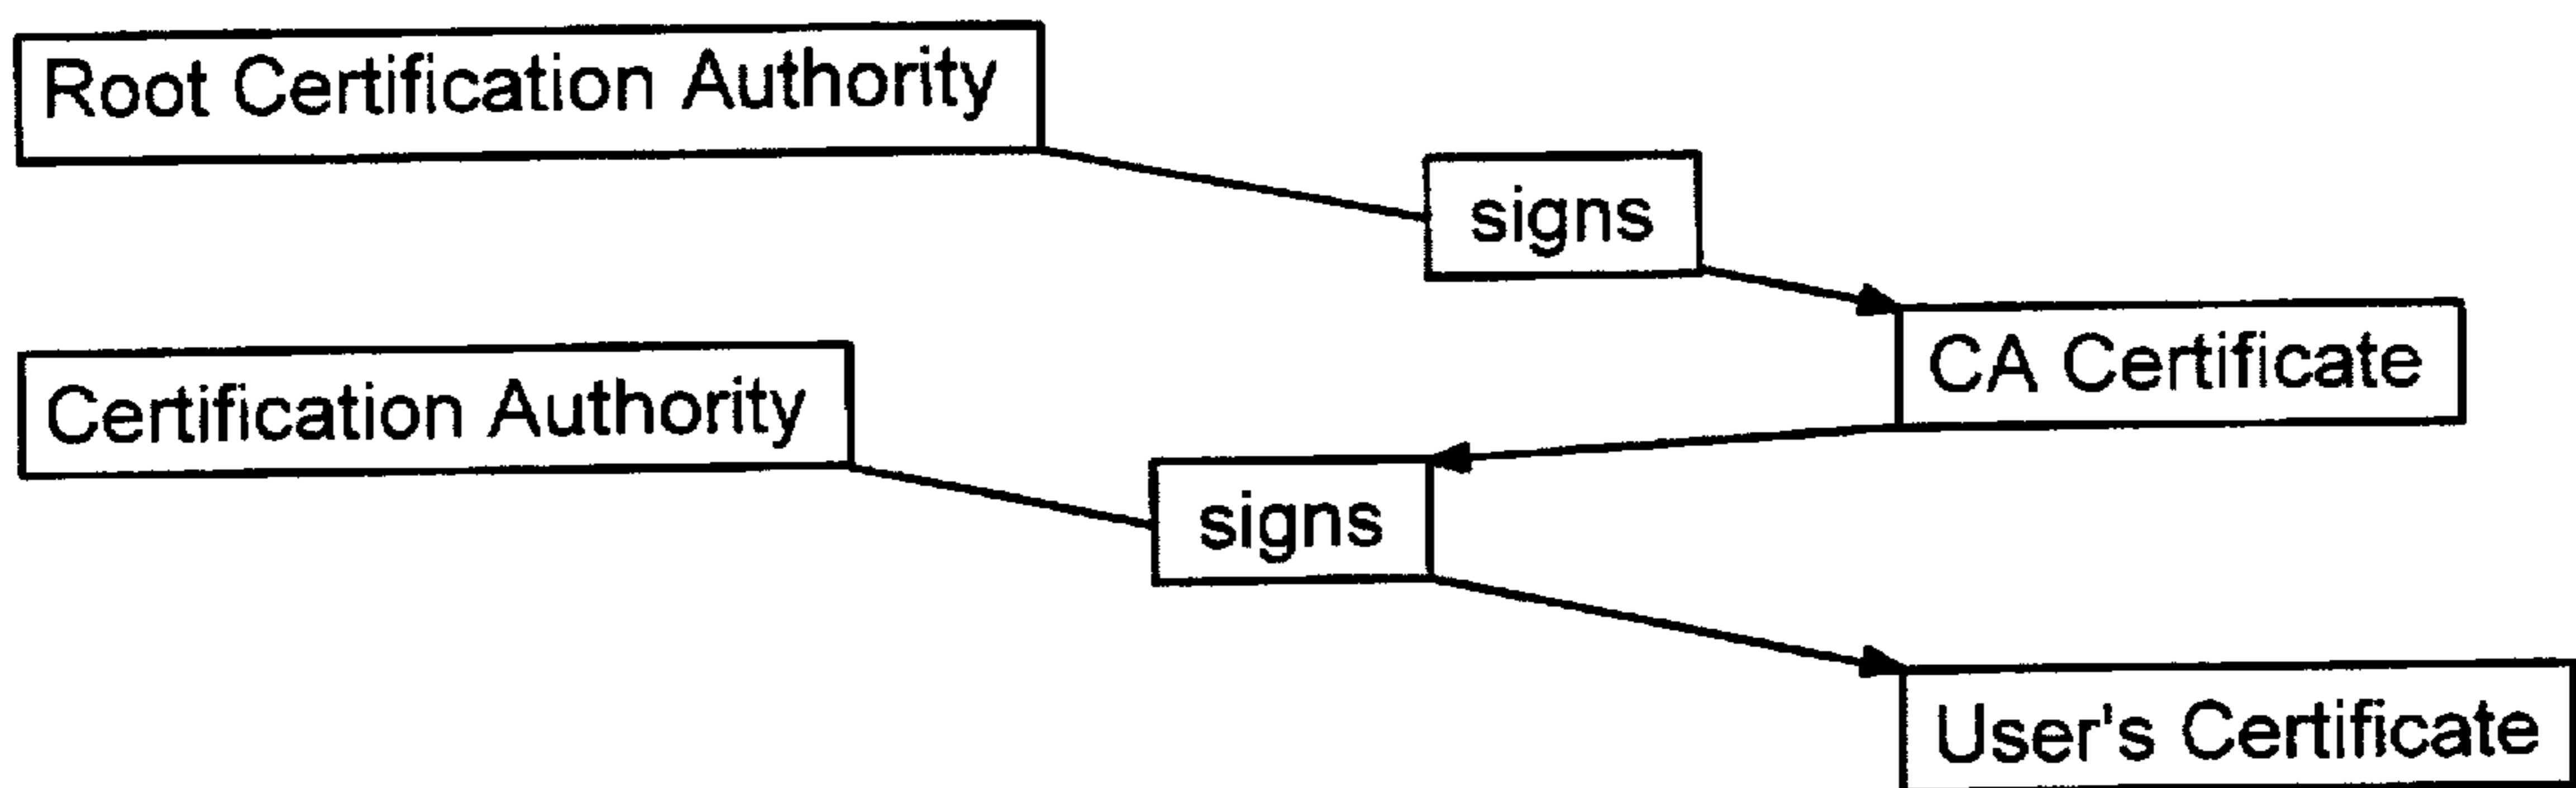 Root Certification Authority
signs
CA Certificate
Certification Authority
signs
User's Certificate